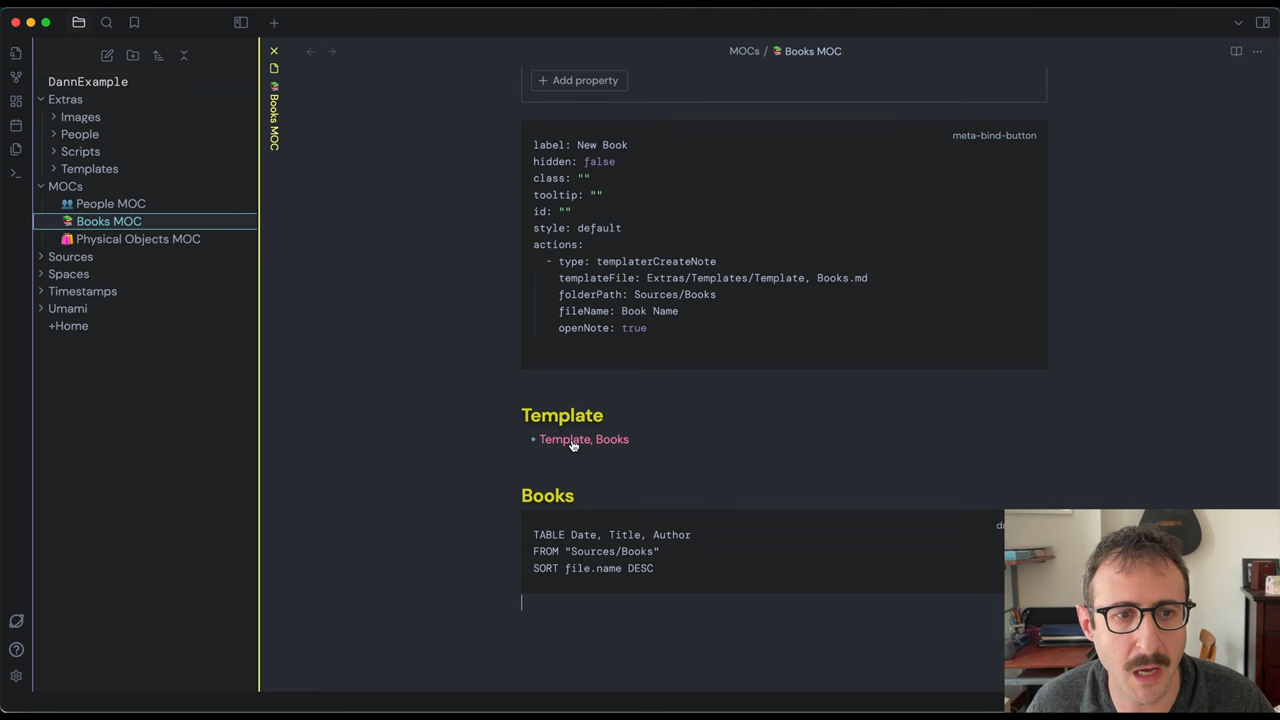 DannExample
Extras
Images
People
Scripts
Templates
MOCs
People MOC
Books MOC
Physical Objects MOC
Sources
Spaces
Timestamps
Umami
+Home
Books MOC
MOCs / Books MOC
Add property
meta-bind-button
label: New Book
hidden: false
class: ""
tooltip: ""
id: ""
style: default
actions:
- type: templaterCreateNote
templateFile: Extras/Templates/Template, Books.md
folderPath: Sources/Books
fileName: Book Name
openNote: true
Template
• Template, Books
Books
TABLE Date, Title, Author
FROM "Sources/Books"
SORT file.name DESC